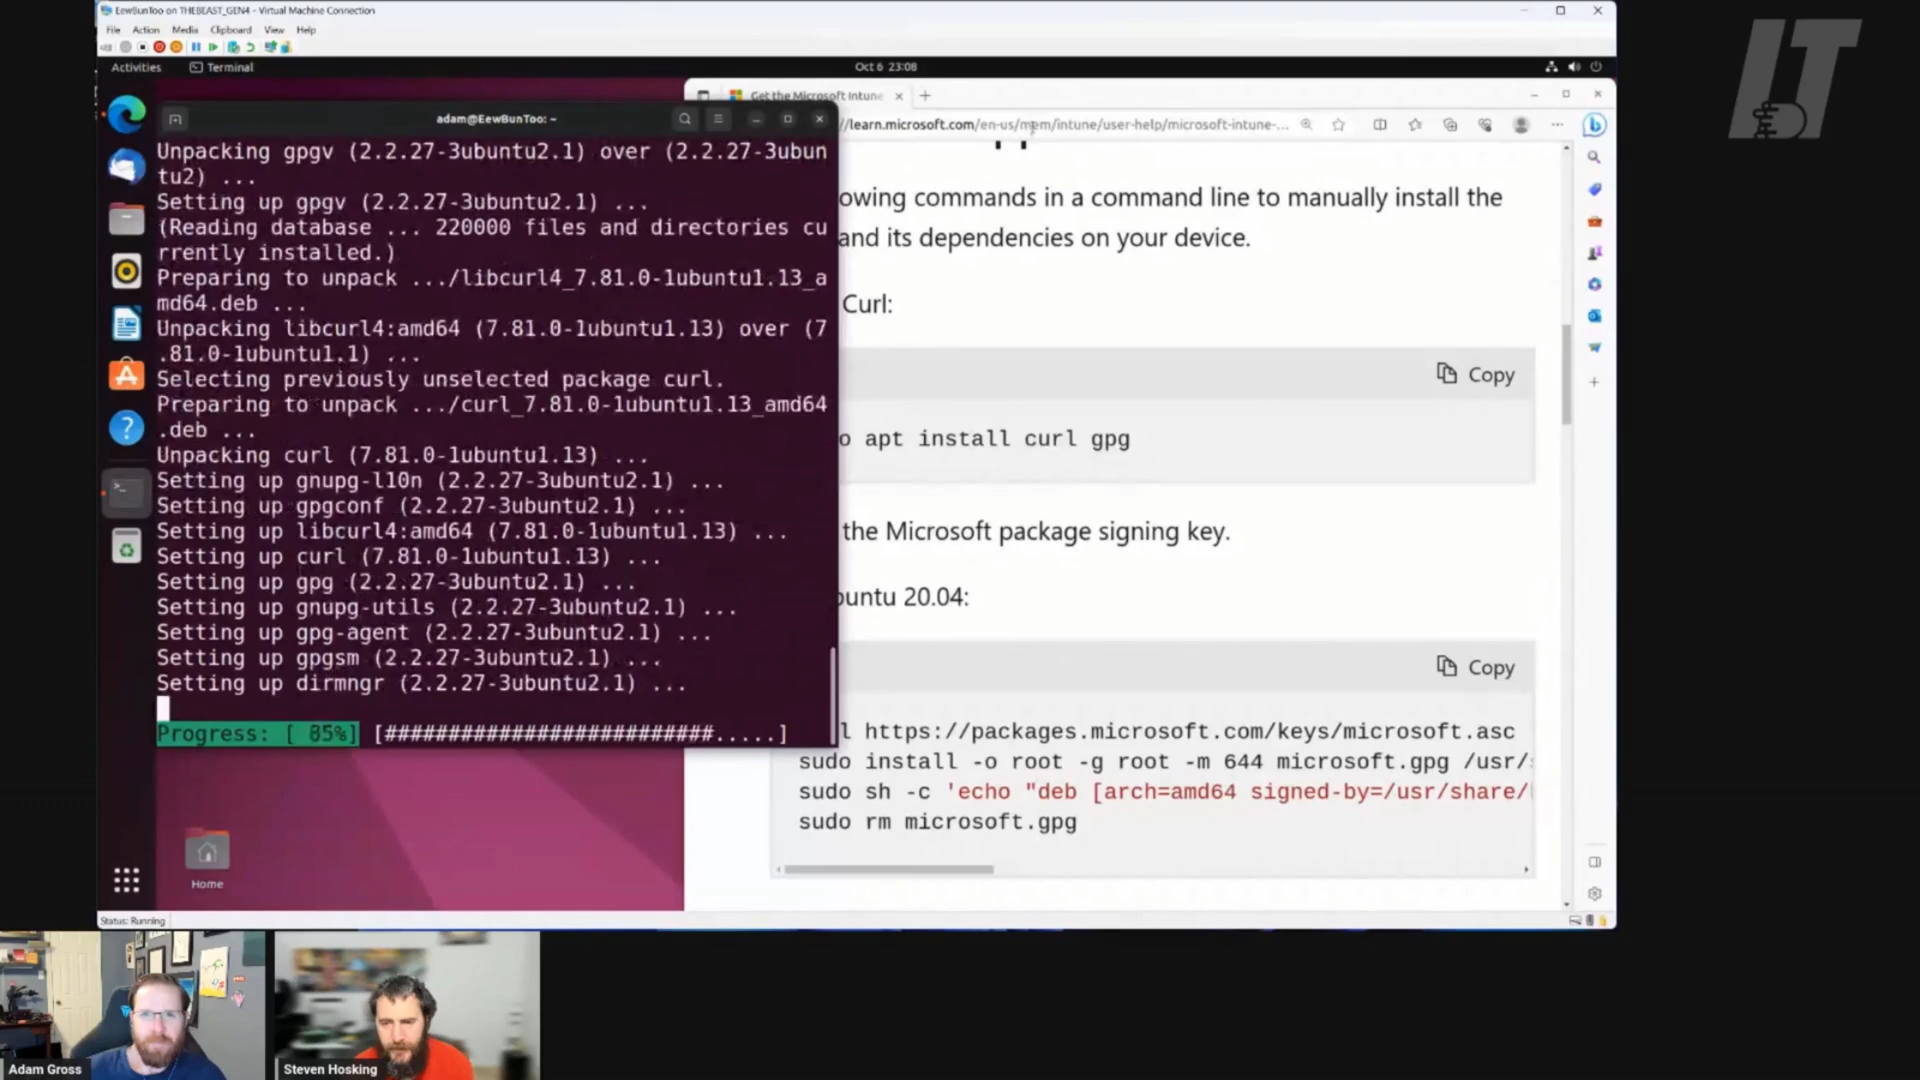 EewBunToo on THEBEAST_GEN4 - Virtual Machine Connection
File Action Media Clipboard View Help
Activities Terminal Oct 6 23:08
IT
Get the Microsoft Intune
adam@EewBunToo: ~
//learn.microsoft.com/en-us/mem/intune/user-help/microsoft-intune-...
Unpacking gpgv (2.2.27-3ubuntu2.1) over (2.2.27-3ubun
tu2) ...
Setting up gpgv (2.2.27-3ubuntu2.1) ...
(Reading database ... 220000 files and directories cu
rrently installed.)
Preparing to unpack .../libcurl4_7.81.0-1ubuntu1.13_a
md64.deb ...
Unpacking libcurl4:amd64 (7.81.0-1ubuntu1.13) over (7
.81.0-1ubuntu1.1) ...
Selecting previously unselected package curl.
Preparing to unpack .../curl_7.81.0-1ubuntu1.13_amd64
.deb ...
Unpacking curl (7.81.0-1ubuntu1.13) ...
Setting up gnupg-l10n (2.2.27-3ubuntu2.1) ...
Setting up gpgconf (2.2.27-3ubuntu2.1) ...
Setting up libcurl4:amd64 (7.81.0-1ubuntu1.13) ...
Setting up curl (7.81.0-1ubuntu1.13) ...
Setting up gpg (2.2.27-3ubuntu2.1) ...
Setting up gnupg-utils (2.2.27-3ubuntu2.1) ...
Setting up gpg-agent (2.2.27-3ubuntu2.1) ...
Setting up gpgsm (2.2.27-3ubuntu2.1) ...
Setting up dirmngr (2.2.27-3ubuntu2.1) ...
Progress: [ 85%] [##########################.....]
owing commands in a command line to manually install the
and its dependencies on your device.
Curl:
Copy
o apt install curl gpg
the Microsoft package signing key.
buntu 20.04:
Copy
l https://packages.microsoft.com/keys/microsoft.asc
sudo install -o root -g root -m 644 microsoft.gpg /usr/
sudo sh -c 'echo "deb [arch=amd64 signed-by=/usr/share/
sudo rm microsoft.gpg
Home
Status: Running
Adam Gross
Steven Hosking